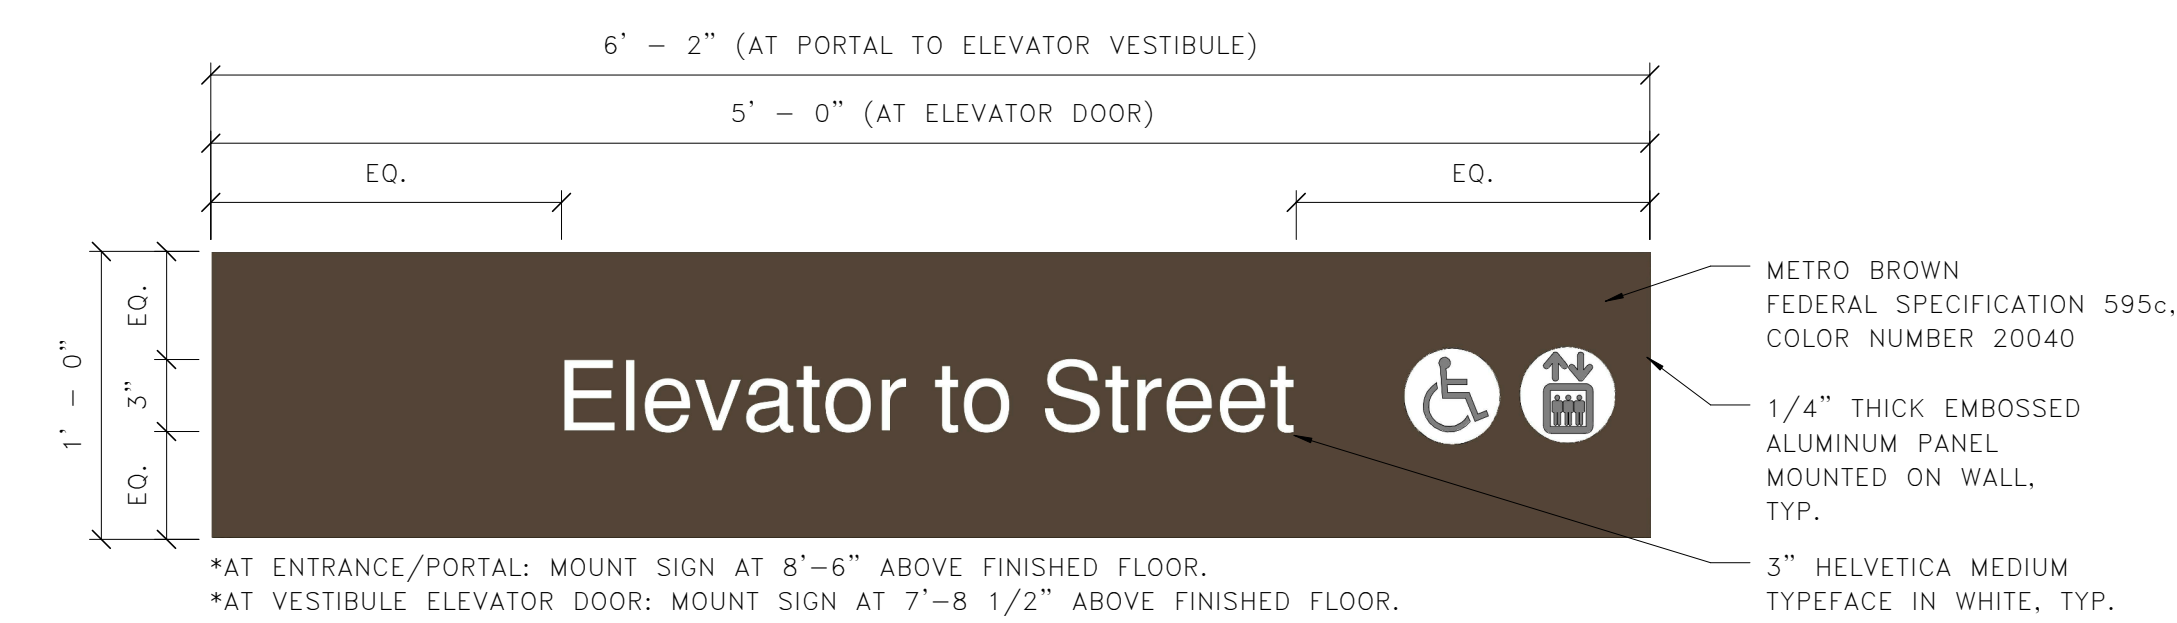 6' - 2" (AT PORTAL TO ELEVATOR VESTIBULE)
5' - 0" (AT ELEVATOR DOOR)
EQ.
EQ.
1' - 0"
EQ.
3"
EQ.
Elevator to Street
METRO BROWN
FEDERAL SPECIFICATION 595c,
COLOR NUMBER 20040
1/4" THICK EMBOSSED
ALUMINUM PANEL
MOUNTED ON WALL,
TYP.
3" HELVETICA MEDIUM
TYPEFACE IN WHITE, TYP.
*AT ENTRANCE/PORTAL: MOUNT SIGN AT 8'-6" ABOVE FINISHED FLOOR.
*AT VESTIBULE ELEVATOR DOOR: MOUNT SIGN AT 7'-8 1/2" ABOVE FINISHED FLOOR.